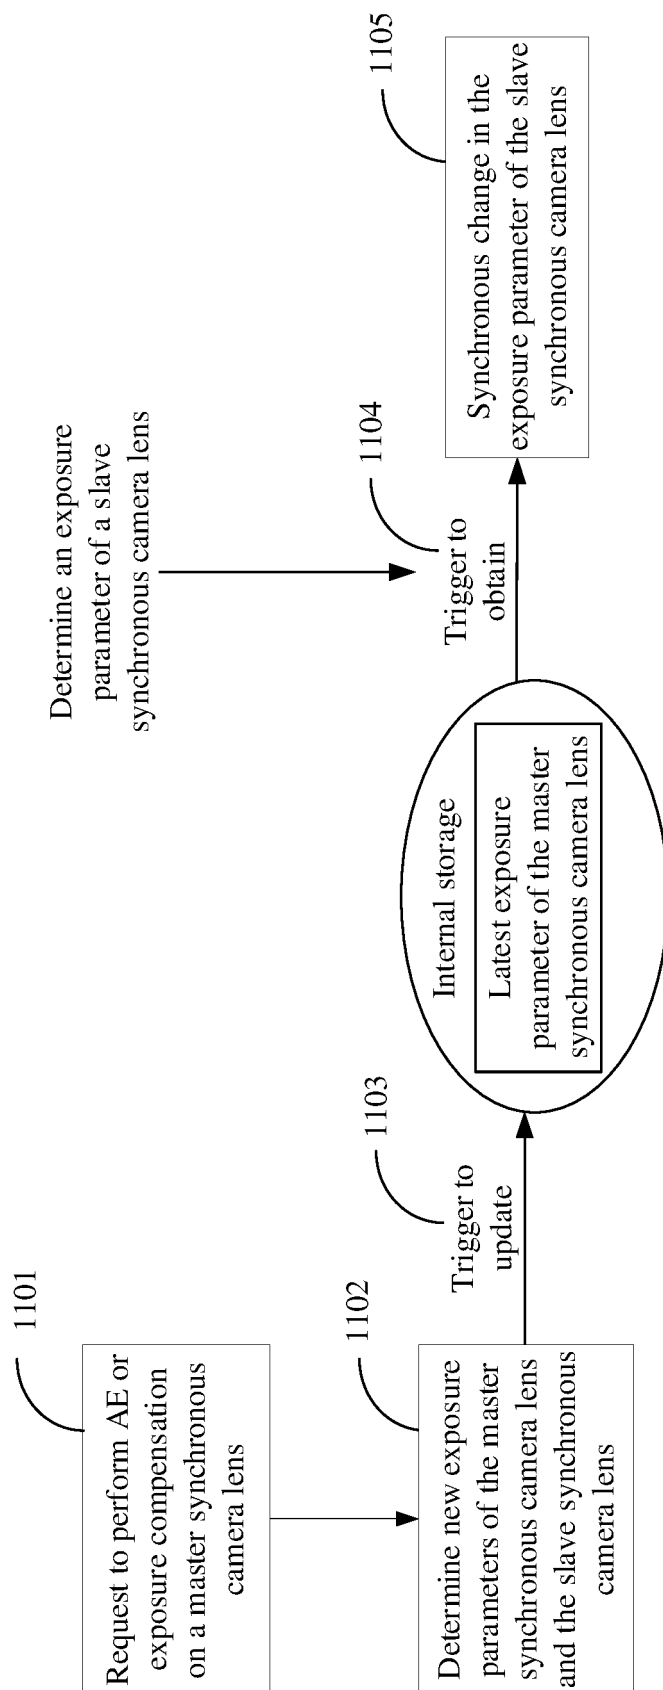 1101
Request to perform AE or
exposure compensation
on a master synchronous
camera lens
1102
Determine new exposure
parameters of the master
synchronous camera lens
and the slave synchronous
camera lens
1103
Trigger to
update
Internal storage
Latest exposure
parameter of the master
synchronous camera lens
Determine an exposure
parameter of a slave
synchronous camera lens
1104
Trigger to
obtain
1105
Synchronous change in the
exposure parameter of the slave
synchronous camera lens